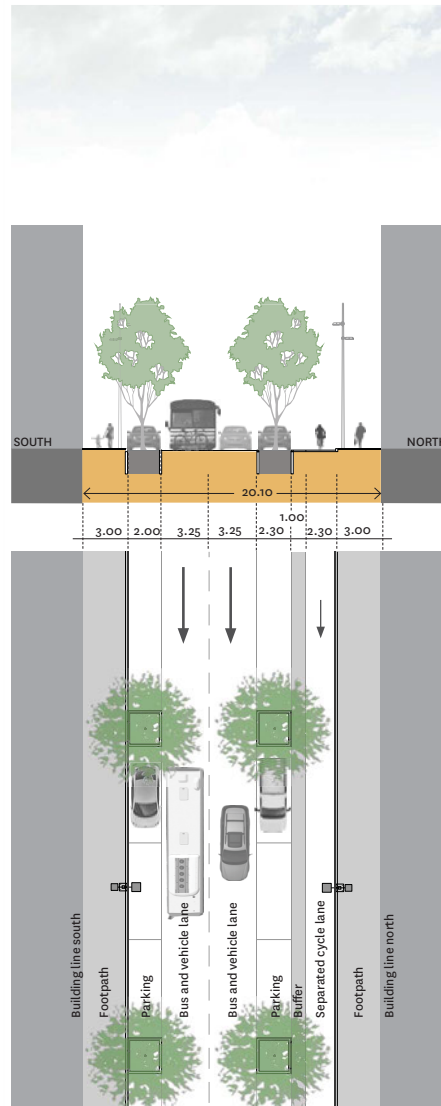 SOUTH
NORTH
20.10
1.00
3.00 2.00 3.25 3.25 2.30 2.30 3.00
Building line south
Footpath
Parking
Bus and vehicle lane
Bus and vehicle lane
Parking
Buffer
Separated cycle lane
Footpath
Building line north